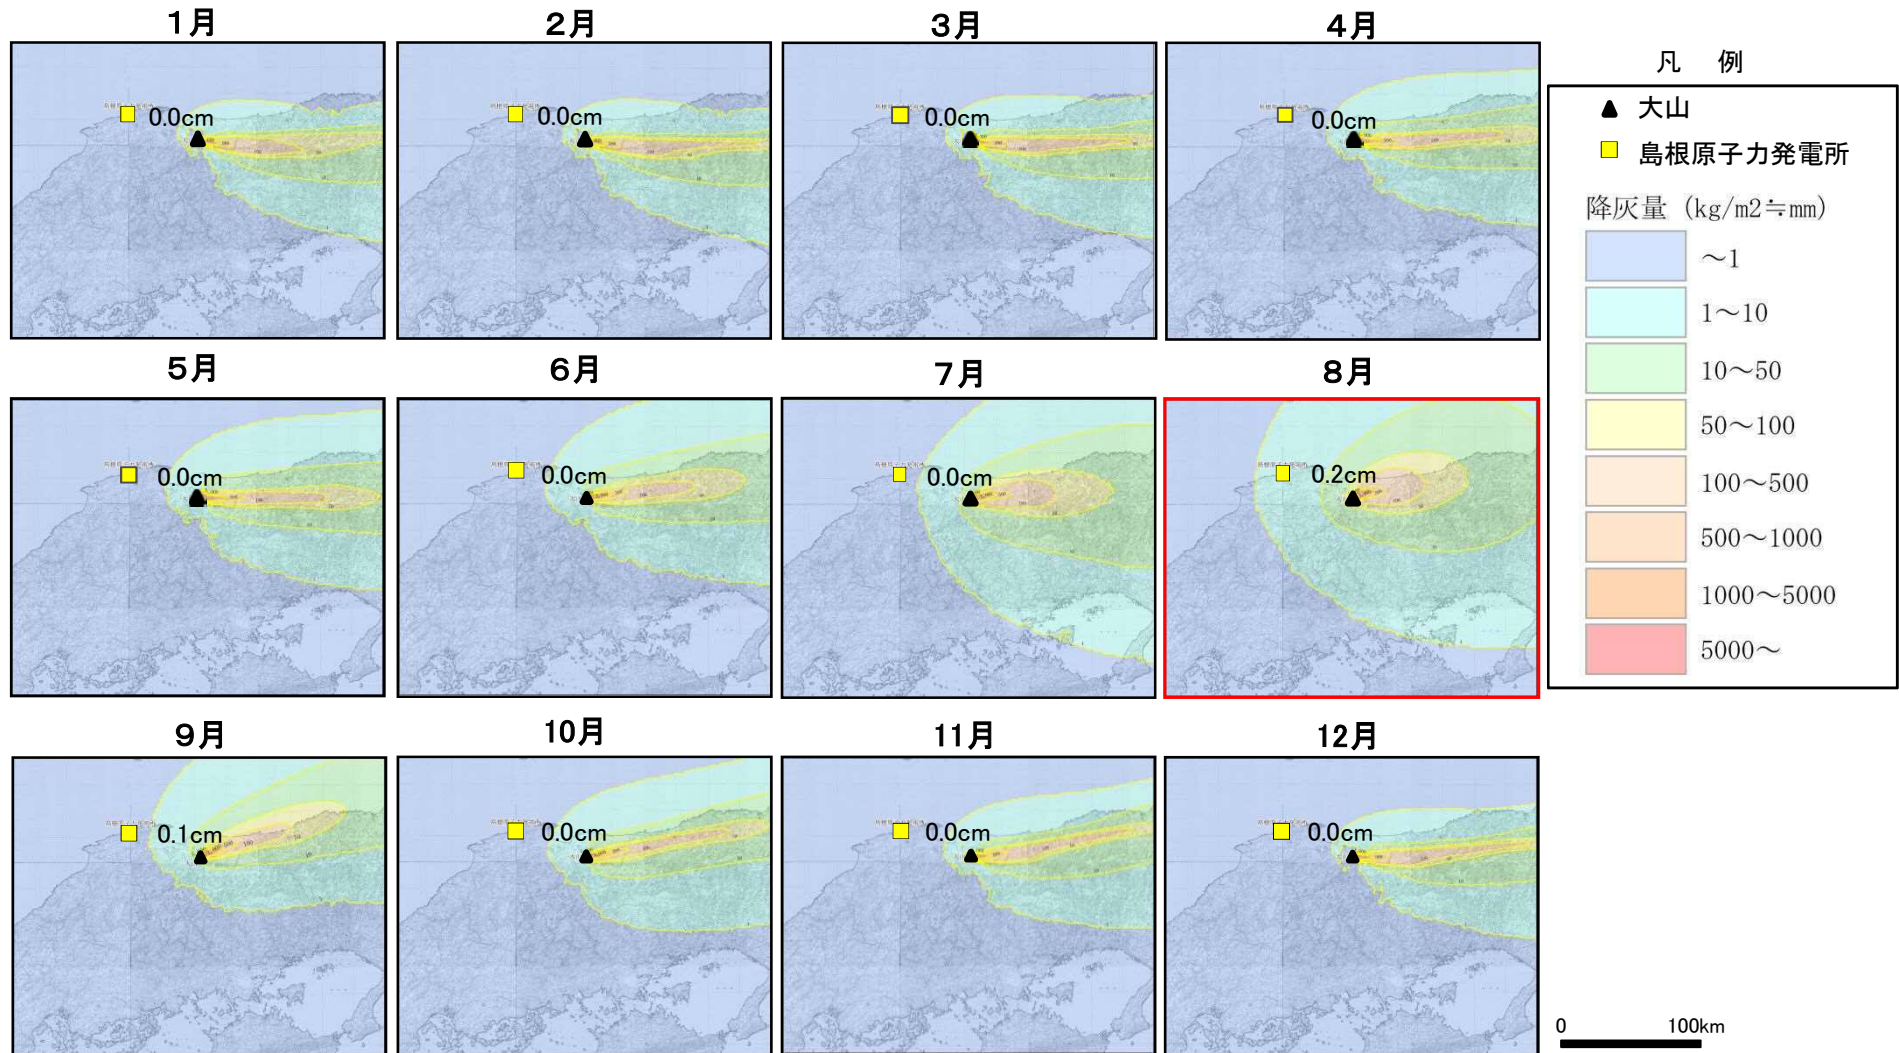 1月
2月
3月
4月
0.0cm
0.0cm
0.0cm
0.0cm
5月
6月
7月
8月
0.0cm
0.0cm
0.0cm
0.2cm
9月
10月
11月
12月
0.1cm
0.0cm
0.0cm
0.0cm
凡 例
大山
島根原子力発電所
降灰量 (kg/m2≒mm)
～1
1～10
10～50
50～100
100～500
500～1000
1000～5000
5000～
0 100km